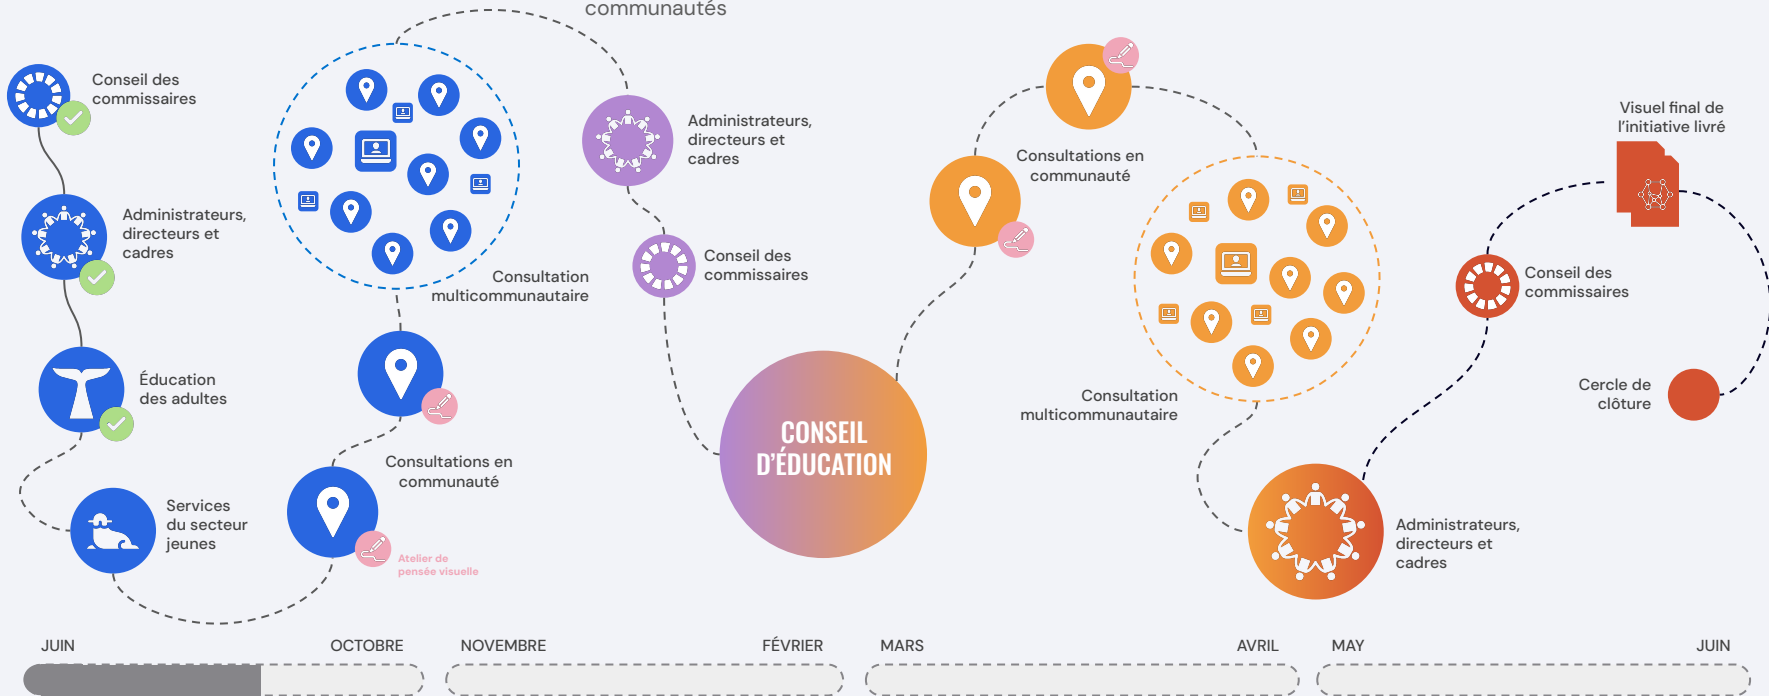 communautés
Conseil des
commissaires
Administrateurs,
directeurs et
cadres
Éducation
des adultes
Services
du secteur
jeunes
Consultation
multicommunautaire
Consultations en
communauté
Atelier de
pensée visuelle
Administrateurs,
directeurs et
cadres
Conseil des
commissaires
CONSEIL
D'ÉDUCATION
Consultations en
communauté
Consultation
multicommunautaire
Administrateurs,
directeurs et
cadres
Conseil des
commissaires
Visuel final de
l'initiative livré
Cercle de
clôture
JUIN
OCTOBRE
NOVEMBRE
FÉVRIER
MARS
AVRIL
MAY
JUIN